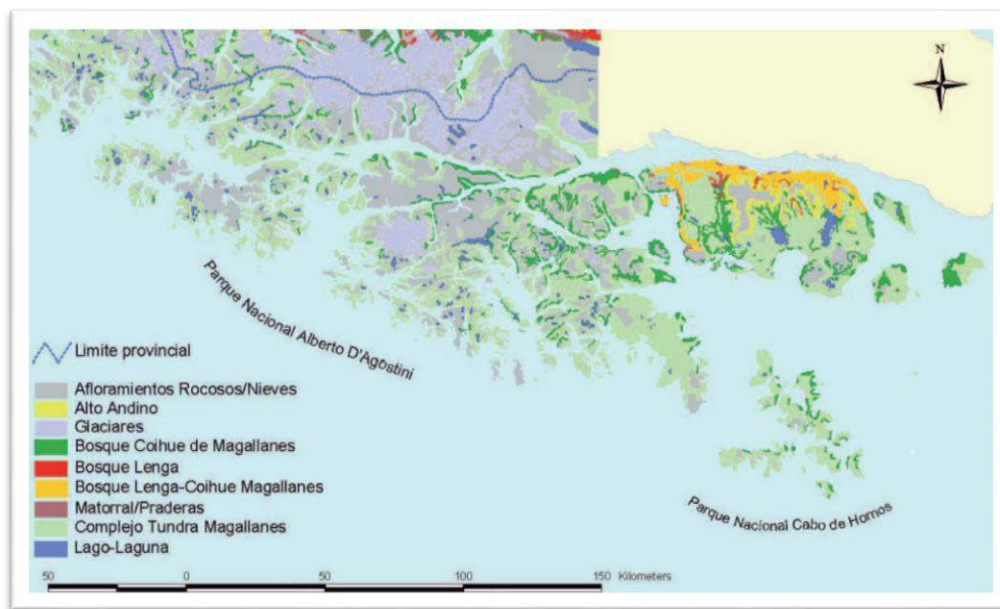 N
Parque Nacional Alberto D'Agostini
Limite provincial
Afloramientos Rocosos/Nieves
Alto Andino
Glaciares
Bosque Coihue de Magallanes
Bosque Lenga
Bosque Lenga-Coihue Magallanes
Matorral/Praderas
Complejo Tundra Magallanes
Lago-Laguna
Parque Nacional Cabo de Hornos
50 0 50 100 150 Kilometers